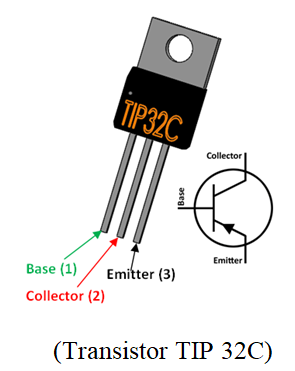 TIP32C
Collector
Base
Emitter
Base (1)
Emitter (3)
Collector (2)
(Transistor TIP 32C)